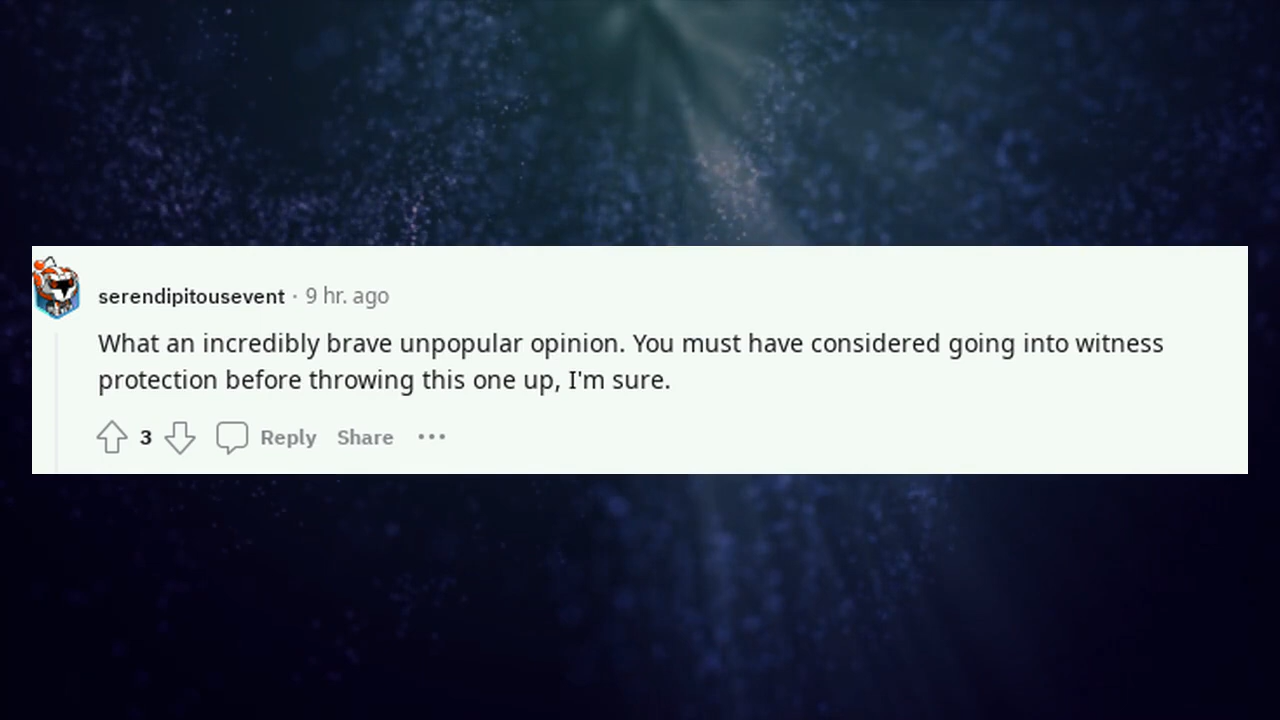 serendipitousevent · 9 hr. ago
What an incredibly brave unpopular opinion. You must have considered going into witness
protection before throwing this one up, I'm sure.
3 Reply Share ···